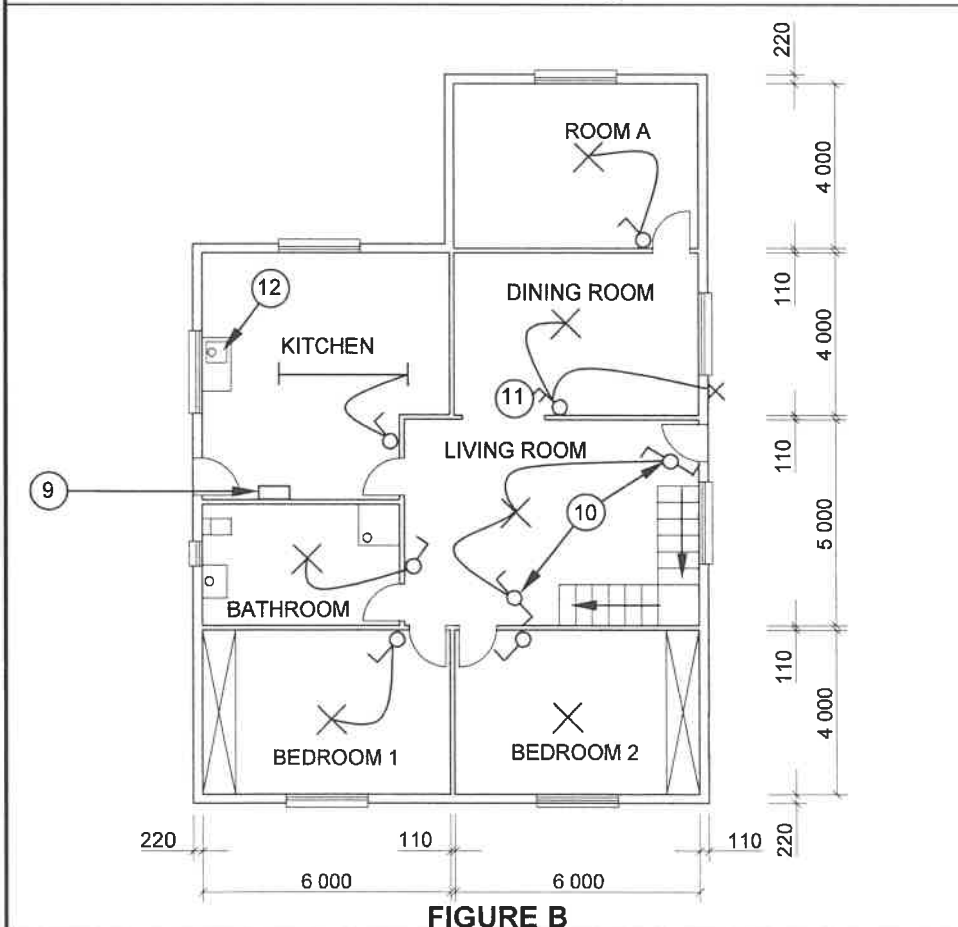 220
ROOM A
4 000
12
DINING ROOM
110
KITCHEN
4 000
11
LIVING ROOM
110
9
10
5 000
BATHROOM
110
4 000
BEDROOM 1
BEDROOM 2
220
110
110
220
6 000
6 000
FIGURE B